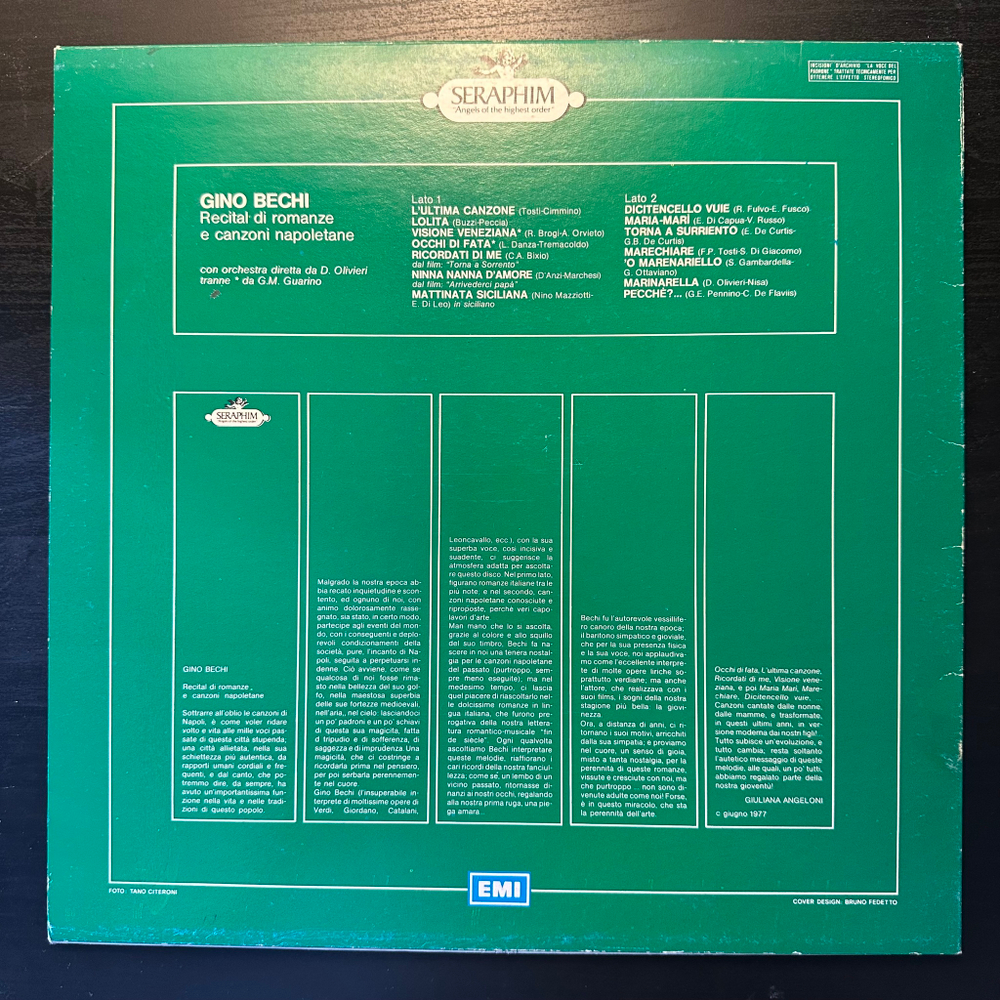 INCISIONI D'ARCHIVIO "LA VOCE DEL
PADRONE" TRATTATE TECNICAMENTE PER
OTTENERE L'EFFETTO STEREOFONICO
SERAPHIM
"Angels of the highest order"
GINO BECHI
Recital di romanze
e canzoni napoletane
con orchestra diretta da D. Olivieri
tranne * da G.M. Guarino
Lato 1
L'ULTIMA CANZONE (Tosti-Cimmino)
LOLITA (Buzzi-Peccia)
VISIONE VENEZIANA* (R. Brogi-A. Orvieto)
OCCHI DI FATA* (L. Danza-Tremacoldo)
RICORDATI DI ME (C.A. Bixio)
dal film: "Torna a Sorrento"
NINNA NANNA D'AMORE (D'Anzi-Marchesi)
dal film: "Arrivederci papà"
MATTINATA SICILIANA (Nino Mazziotti-
E. Di Leo) in siciliano
Lato 2
DICITENCELLO VUIE (R. Fulvo-E. Fusco)
MARIA-MARÌ (E. Di Capua-V. Russo)
TORNA A SURRIENTO (E. De Curtis-
G.B. De Curtis)
MARECHIARE (F.P. Tosti-S. Di Giacomo)
'O MARENARIELLO (S. Gambardella-
G. Ottaviano)
MARINARELLA (D. Olivieri-Nisa)
PECCHÈ?... (G.E. Pennino-C. De Flaviis)
SERAPHIM
"Angels of the highest order"
GINO BECHI
Recital di romanze
e canzoni napoletane
Sottrarre all'oblio le canzoni di
Napoli, è come voler ridare
volto e vita alle mille voci pas-
sate di questa città stupenda;
una città allietata, nella sua
schiettezza più autentica, da
rapporti umani cordiali e fre-
quenti, e dal canto, che po-
tremmo dire, da sempre, ha
avuto un'importantissima fun-
zione nella vita e nelle tradi-
zioni di questo popolo.
Malgrado la nostra epoca ab-
bia recato inquietudine e scon-
tento, ed ognuno di noi, con
animo dolorosamente rasse-
gnato, sia stato, in certo modo,
partecipe agli eventi del mon-
do, con i conseguenti e deplo-
revoli condizionamenti della
società, pure, l'incanto di Na-
poli, seguita a perpetuarsi in-
denne. Ciò avviene, come se
qualcosa di noi fosse rima-
sto nella bellezza del suo gol-
fo, nella maestosa superbia
delle sue fortezze medioevali,
nell'aria, nel cielo: lasciandoci
un po' padroni e un po' schiavi
di questa sua magicità, fatta
di tripudio e di sofferenza, di
saggezza e di imprudenza. Una
magicità, che ci costringe a
ricordarla prima nel pensiero,
per poi serbarla perennemen-
te nel cuore.
Gino Bechi (l'insuperabile in-
terprete di moltissime opere di
Verdi, Giordano, Catalani,
Leoncavallo, ecc.), con la sua
superba voce, così incisiva e
suadente, ci suggerisce la
atmosfera adatta per ascolta-
re questo disco. Nel primo lato,
figurano romanze italiane tra le
più note; e nel secondo, can-
zoni napoletane conosciute e
riproposte, perché veri capo-
lavori d'arte.
Man mano che lo si ascolta,
grazie al colore e allo squillo
del suo timbro, Bechi fa na-
scere in noi una tenera nostal-
gia per le canzoni napoletane
del passato (purtroppo, sem-
pre meno eseguite); ma nel
medesimo tempo, ci lascia
quel piacere di riascoltarlo nel-
le dolcissime romanze in lin-
gua italiana, che furono pre-
rogativa della nostra lettera-
tura romantico-musicale "fin
de siècle". Ogni qualvolta
ascoltiamo Bechi interpretare
queste melodie, riaffiorano i
cari ricordi della nostra fanciul-
lezza; come se, un lembo di un
vicino passato, ritornasse di-
nanzi ai nostri occhi, regalando
alla nostra prima ruga, una pie-
ga amara...
Bechi fu l'autorevole vessillife-
ro canoro della nostra epoca;
il baritono simpatico e gioviale,
che per la sua presenza fisica
e la sua voce, noi applaudiva-
mo come l'eccellente interpre-
te di molte opere liriche so-
prattutto verdiane; ma anche
l'attore, che realizzava con i
suoi films, i sogni della nostra
stagione più bella: la giovi-
nezza.
Ora, a distanza di anni, ci ri-
tornano i suoi motivi, arricchiti
dalla sua simpatia; e proviamo
nel cuore, un senso di gioia,
misto a tanta nostalgia, per la
perennità di queste romanze,
vissute e cresciute con noi, ma
che purtroppo ... non sono di-
venute adulte come noi! Forse,
è in questo miracolo, che sta
la perennità dell'arte.
Occhi di fata, L'ultima canzone,
Ricordati di me, Visione vene-
ziana, e poi Maria Marì, Mare-
chiare, Dicitencello vuie.
Canzoni cantate dalle nonne,
dalle mamme, e trasformate,
in questi ultimi anni, in ver-
sione moderna dai nostri figli!...
Tutto subisce un'evoluzione, e
tutto cambia; resta soltanto
l'autetico messaggio di queste
melodie, alle quali, un po' tutti,
abbiamo regalato parte della
nostra gioventù!
GIULIANA ANGELONI
c giugno 1977
FOTO: TANO CITERONI
EMI
COVER DESIGN: BRUNO FEDETTO